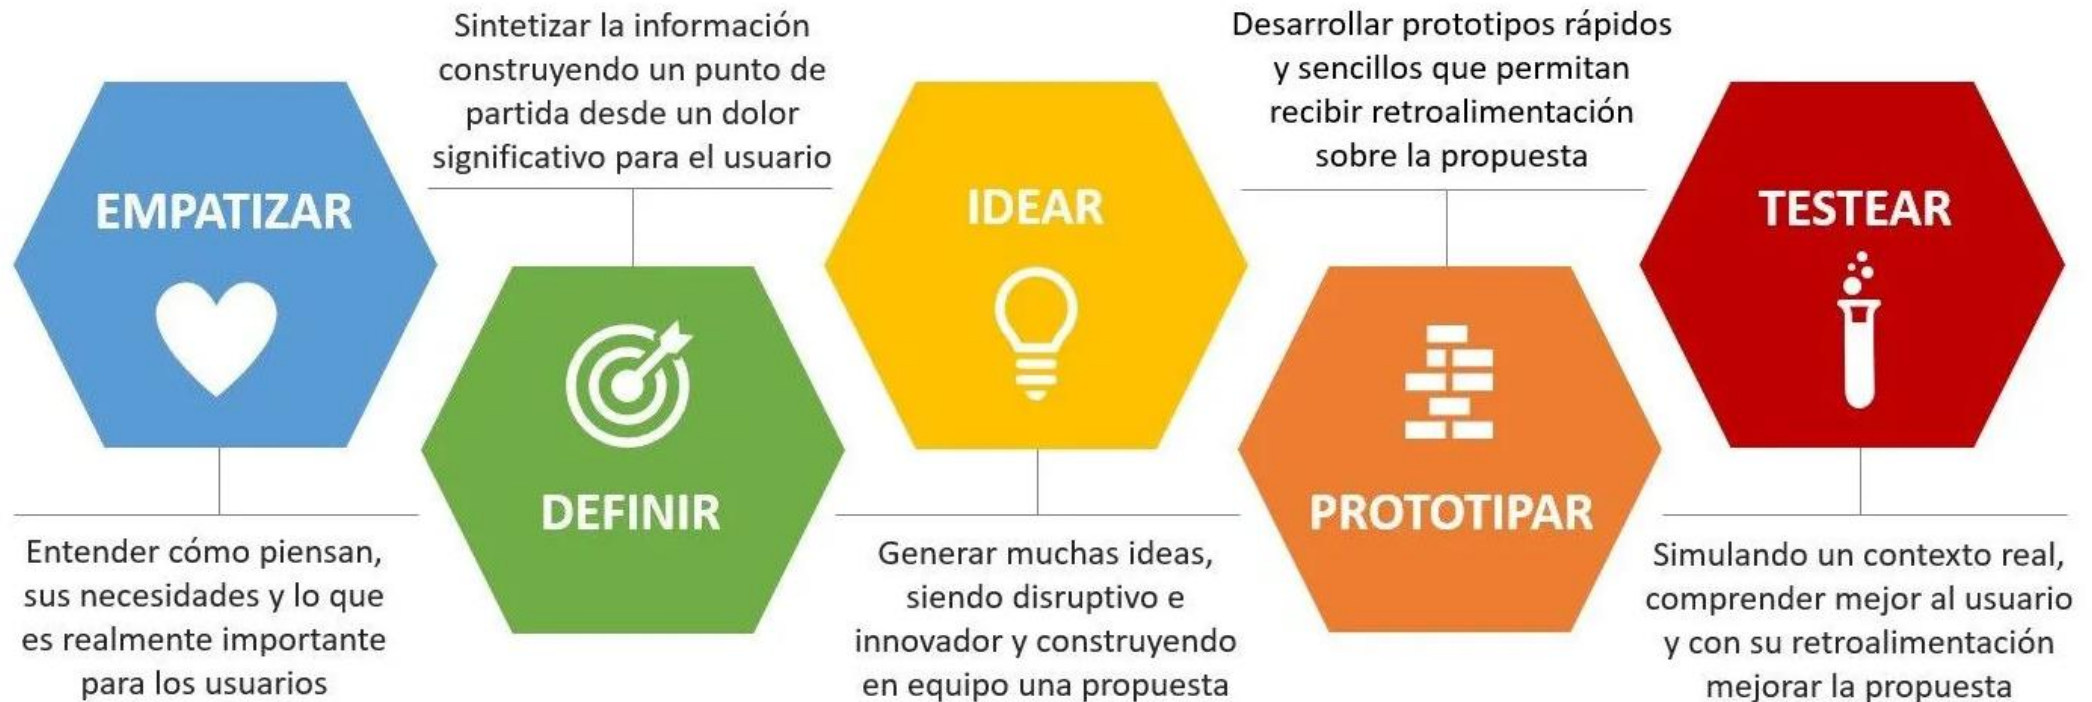 EMPATIZAR
Entender cómo piensan,
sus necesidades y lo que
es realmente importante
para los usuarios
Sintetizar la información
construyendo un punto de
partida desde un dolor
significativo para el usuario
DEFINIR
IDEAR
Generar muchas ideas,
siendo disruptivo e
innovador y construyendo
en equipo una propuesta
Desarrollar prototipos rápidos
y sencillos que permitan
recibir retroalimentación
sobre la propuesta
PROTOTIPAR
TESTEAR
Simulando un contexto real,
comprender mejor al usuario
y con su retroalimentación
mejorar la propuesta